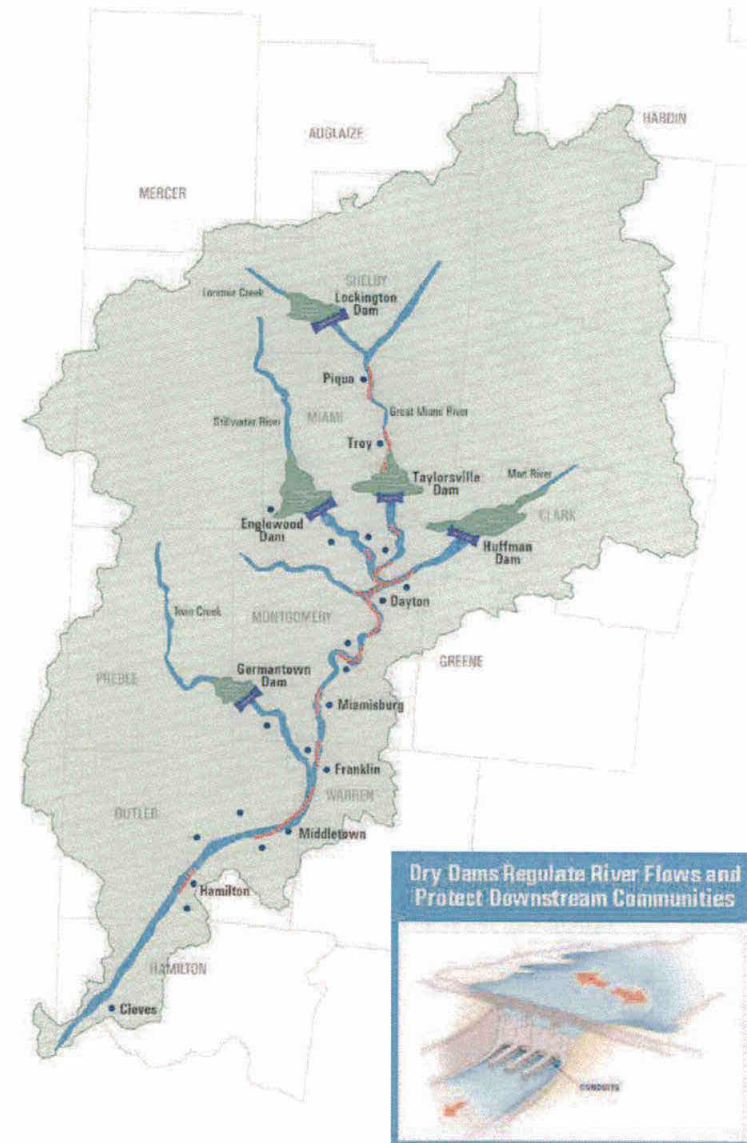 HARDIN
AUGLAIZE
MERCER
SHELBY
Loramie Creek
Lockington
Dam
Piqua
Great Miami River
MIAMI
Stillwater River
Troy
Mad River
Taylorsville
Dam
CLARK
Englewood
Dam
Huffman
Dam
Dayton
Twin Creek
MONTGOMERY
GREENE
PREBLE
Germantown
Dam
Miamisburg
Franklin
WARREN
BUTLER
Middletown
Hamilton
HAMILTON
Cleves
Dry Dams Regulate River Flows and
Protect Downstream Communities
CONDUITS